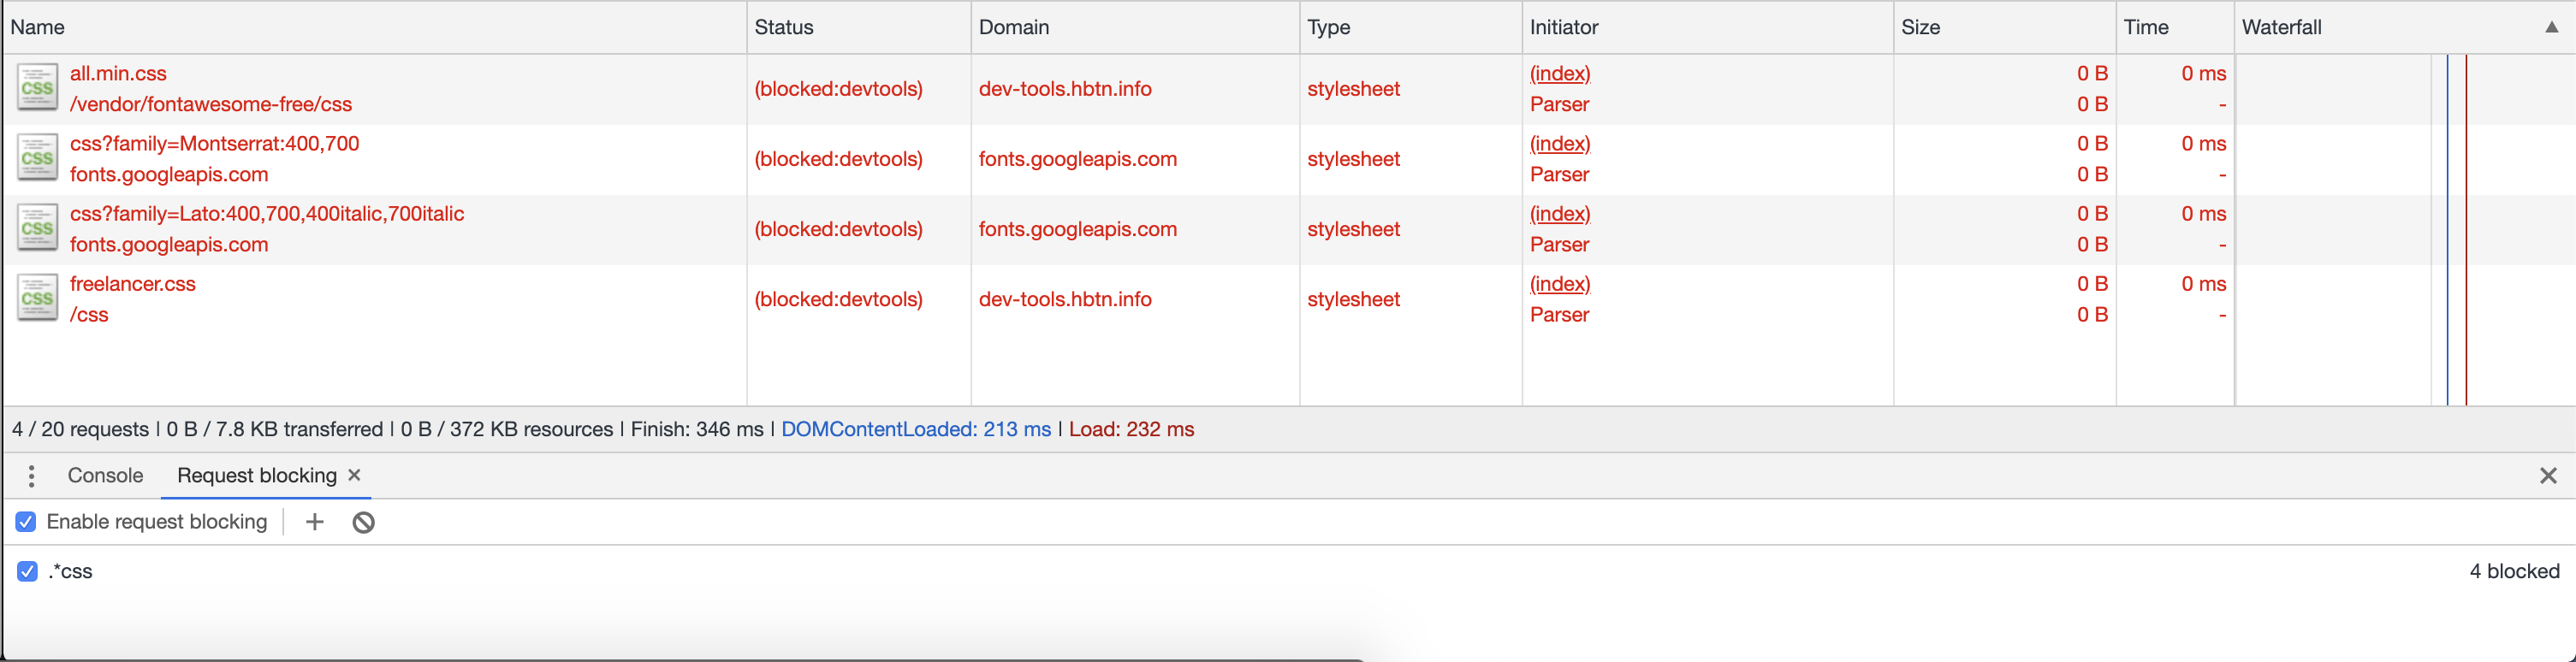 Name Status Domain Type Initiator Size Time Waterfall ▲
CSS all.min.css (index) 0 B 0 ms
(blocked:devtools) dev-tools.hbtn.info stylesheet
/vendor/fontawesome-free/css Parser 0 B -
CSS css?family=Montserrat:400,700 (index) 0 B 0 ms
(blocked:devtools) fonts.googleapis.com stylesheet
fonts.googleapis.com Parser 0 B -
CSS css?family=Lato:400,700,400italic,700italic (index) 0 B 0 ms
(blocked:devtools) fonts.googleapis.com stylesheet
fonts.googleapis.com Parser 0 B -
CSS freelancer.css (index) 0 B 0 ms
(blocked:devtools) dev-tools.hbtn.info stylesheet
/css Parser 0 B -
4 / 20 requests | 0 B / 7.8 KB transferred | 0 B / 372 KB resources | Finish: 346 ms | DOMContentLoaded: 213 ms | Load: 232 ms
Console Request blocking ×
Enable request blocking
.*css 4 blocked